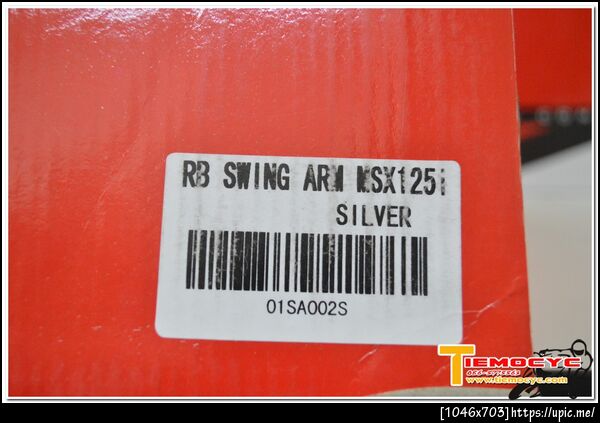 RB SWING ARM MSX125i
SILVER
01SA002S
TIEMOCYC
www.tiemocyc.com
[1046x703]https://upic.me/